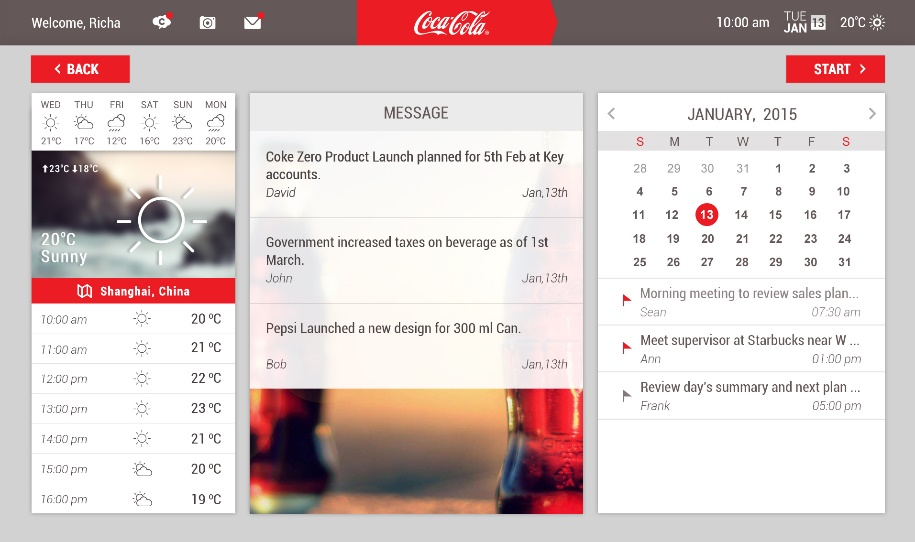 Welcome, Richa
Coca-Cola
10:00 am
TUE
JAN 13
20°C
< BACK
START >
WED THU FRI SAT SUN MON
21°C 17°C 12°C 16°C 23°C 20°C
23°C 18°C
20°C
Sunny
Shanghai, China
10:00 am 20 ºC
11:00 am 21 ºC
12:00 pm 22 ºC
13:00 pm 23 ºC
14:00 pm 21 ºC
15:00 pm 20 ºC
16:00 pm 19 ºC
MESSAGE
Coke Zero Product Launch planned for 5th Feb at Key
accounts.
David Jan,13th
Government increased taxes on beverage as of 1st
March.
John Jan,13th
Pepsi Launched a new design for 300 ml Can.
Bob Jan,13th
< JANUARY, 2015 >
S M T W T F S
28 29 30 31 1 2 3
4 5 6 7 8 9 10
11 12 13 14 15 16 17
18 19 20 21 22 23 24
25 26 27 28 29 30 31
Morning meeting to review sales plan...
Sean 07:30 am
Meet supervisor at Starbucks near W ...
Ann 01:00 pm
Review day's summary and next plan ...
Frank 05:00 pm